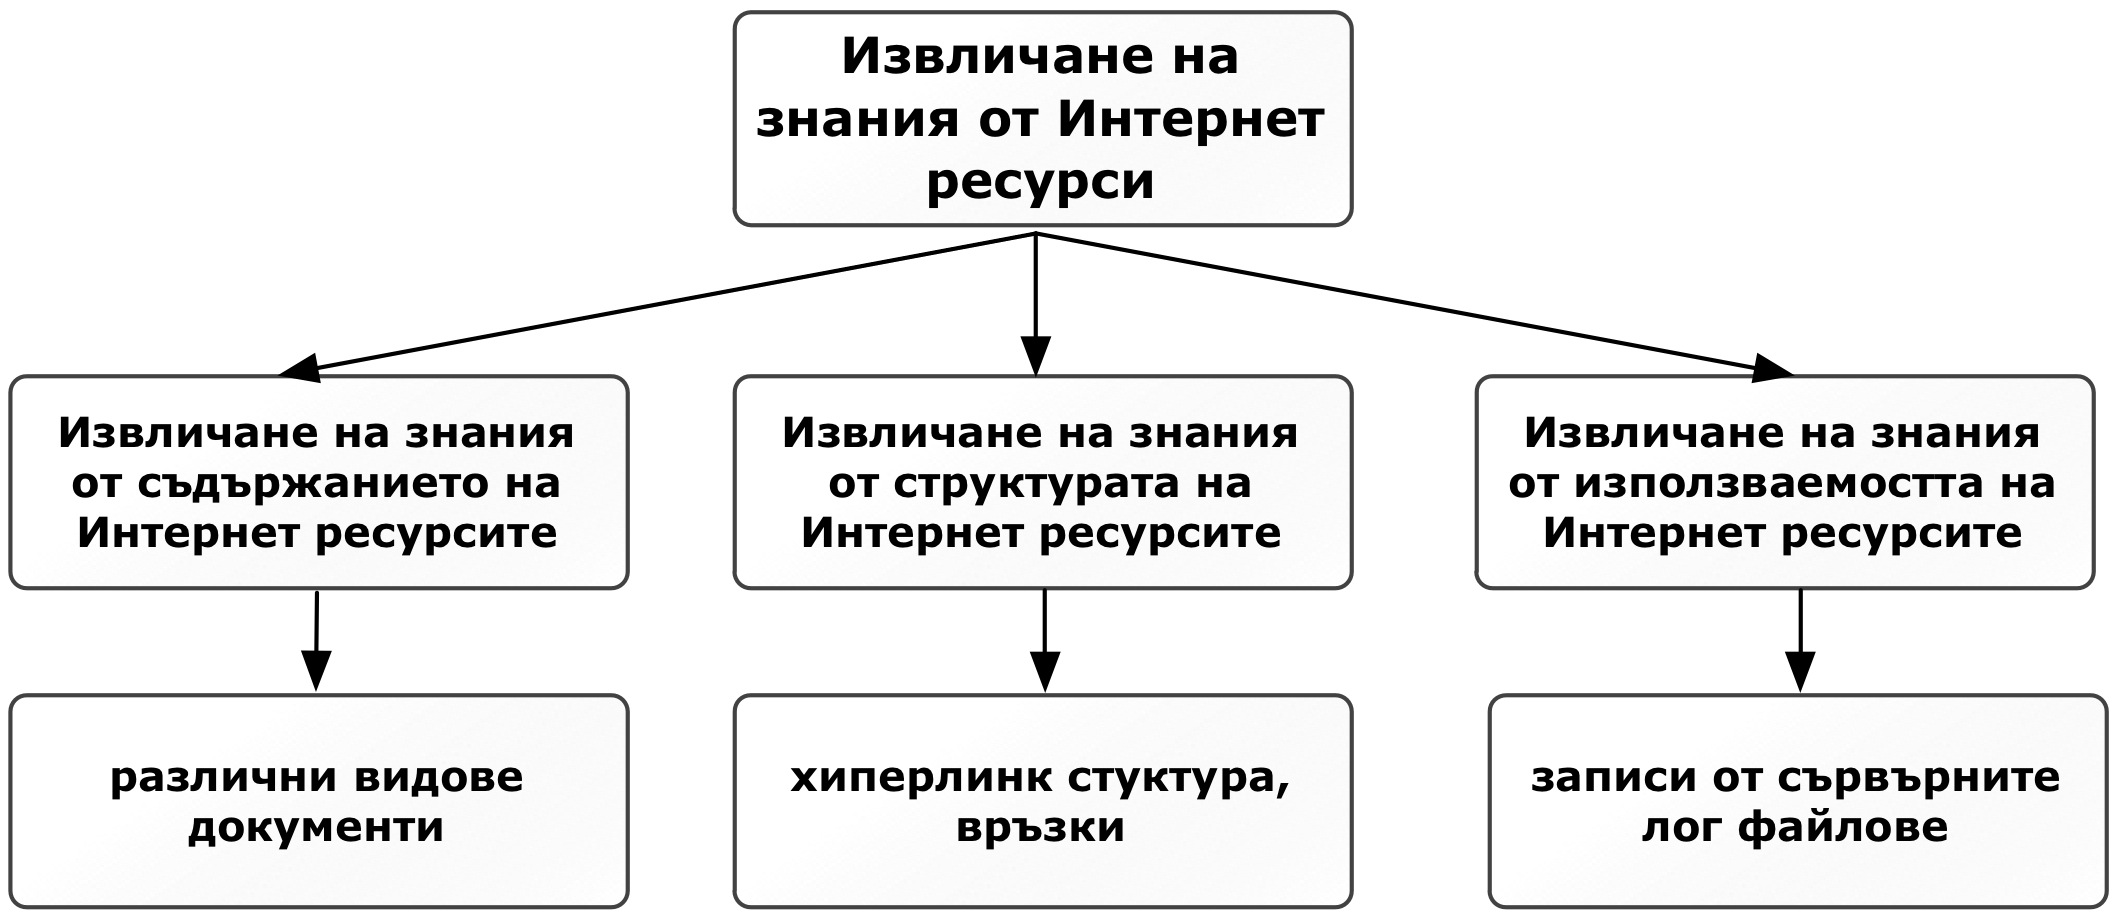 Извличане на
знания от Интернет
ресурси
Извличане на знания
от съдържанието на
Интернет ресурсите
Извличане на знания
от структурата на
Интернет ресурсите
Извличане на знания
от използваемостта на
Интернет ресурсите
различни видове
документи
хиперлинк стуктура,
връзки
записи от сървърните
лог файлове